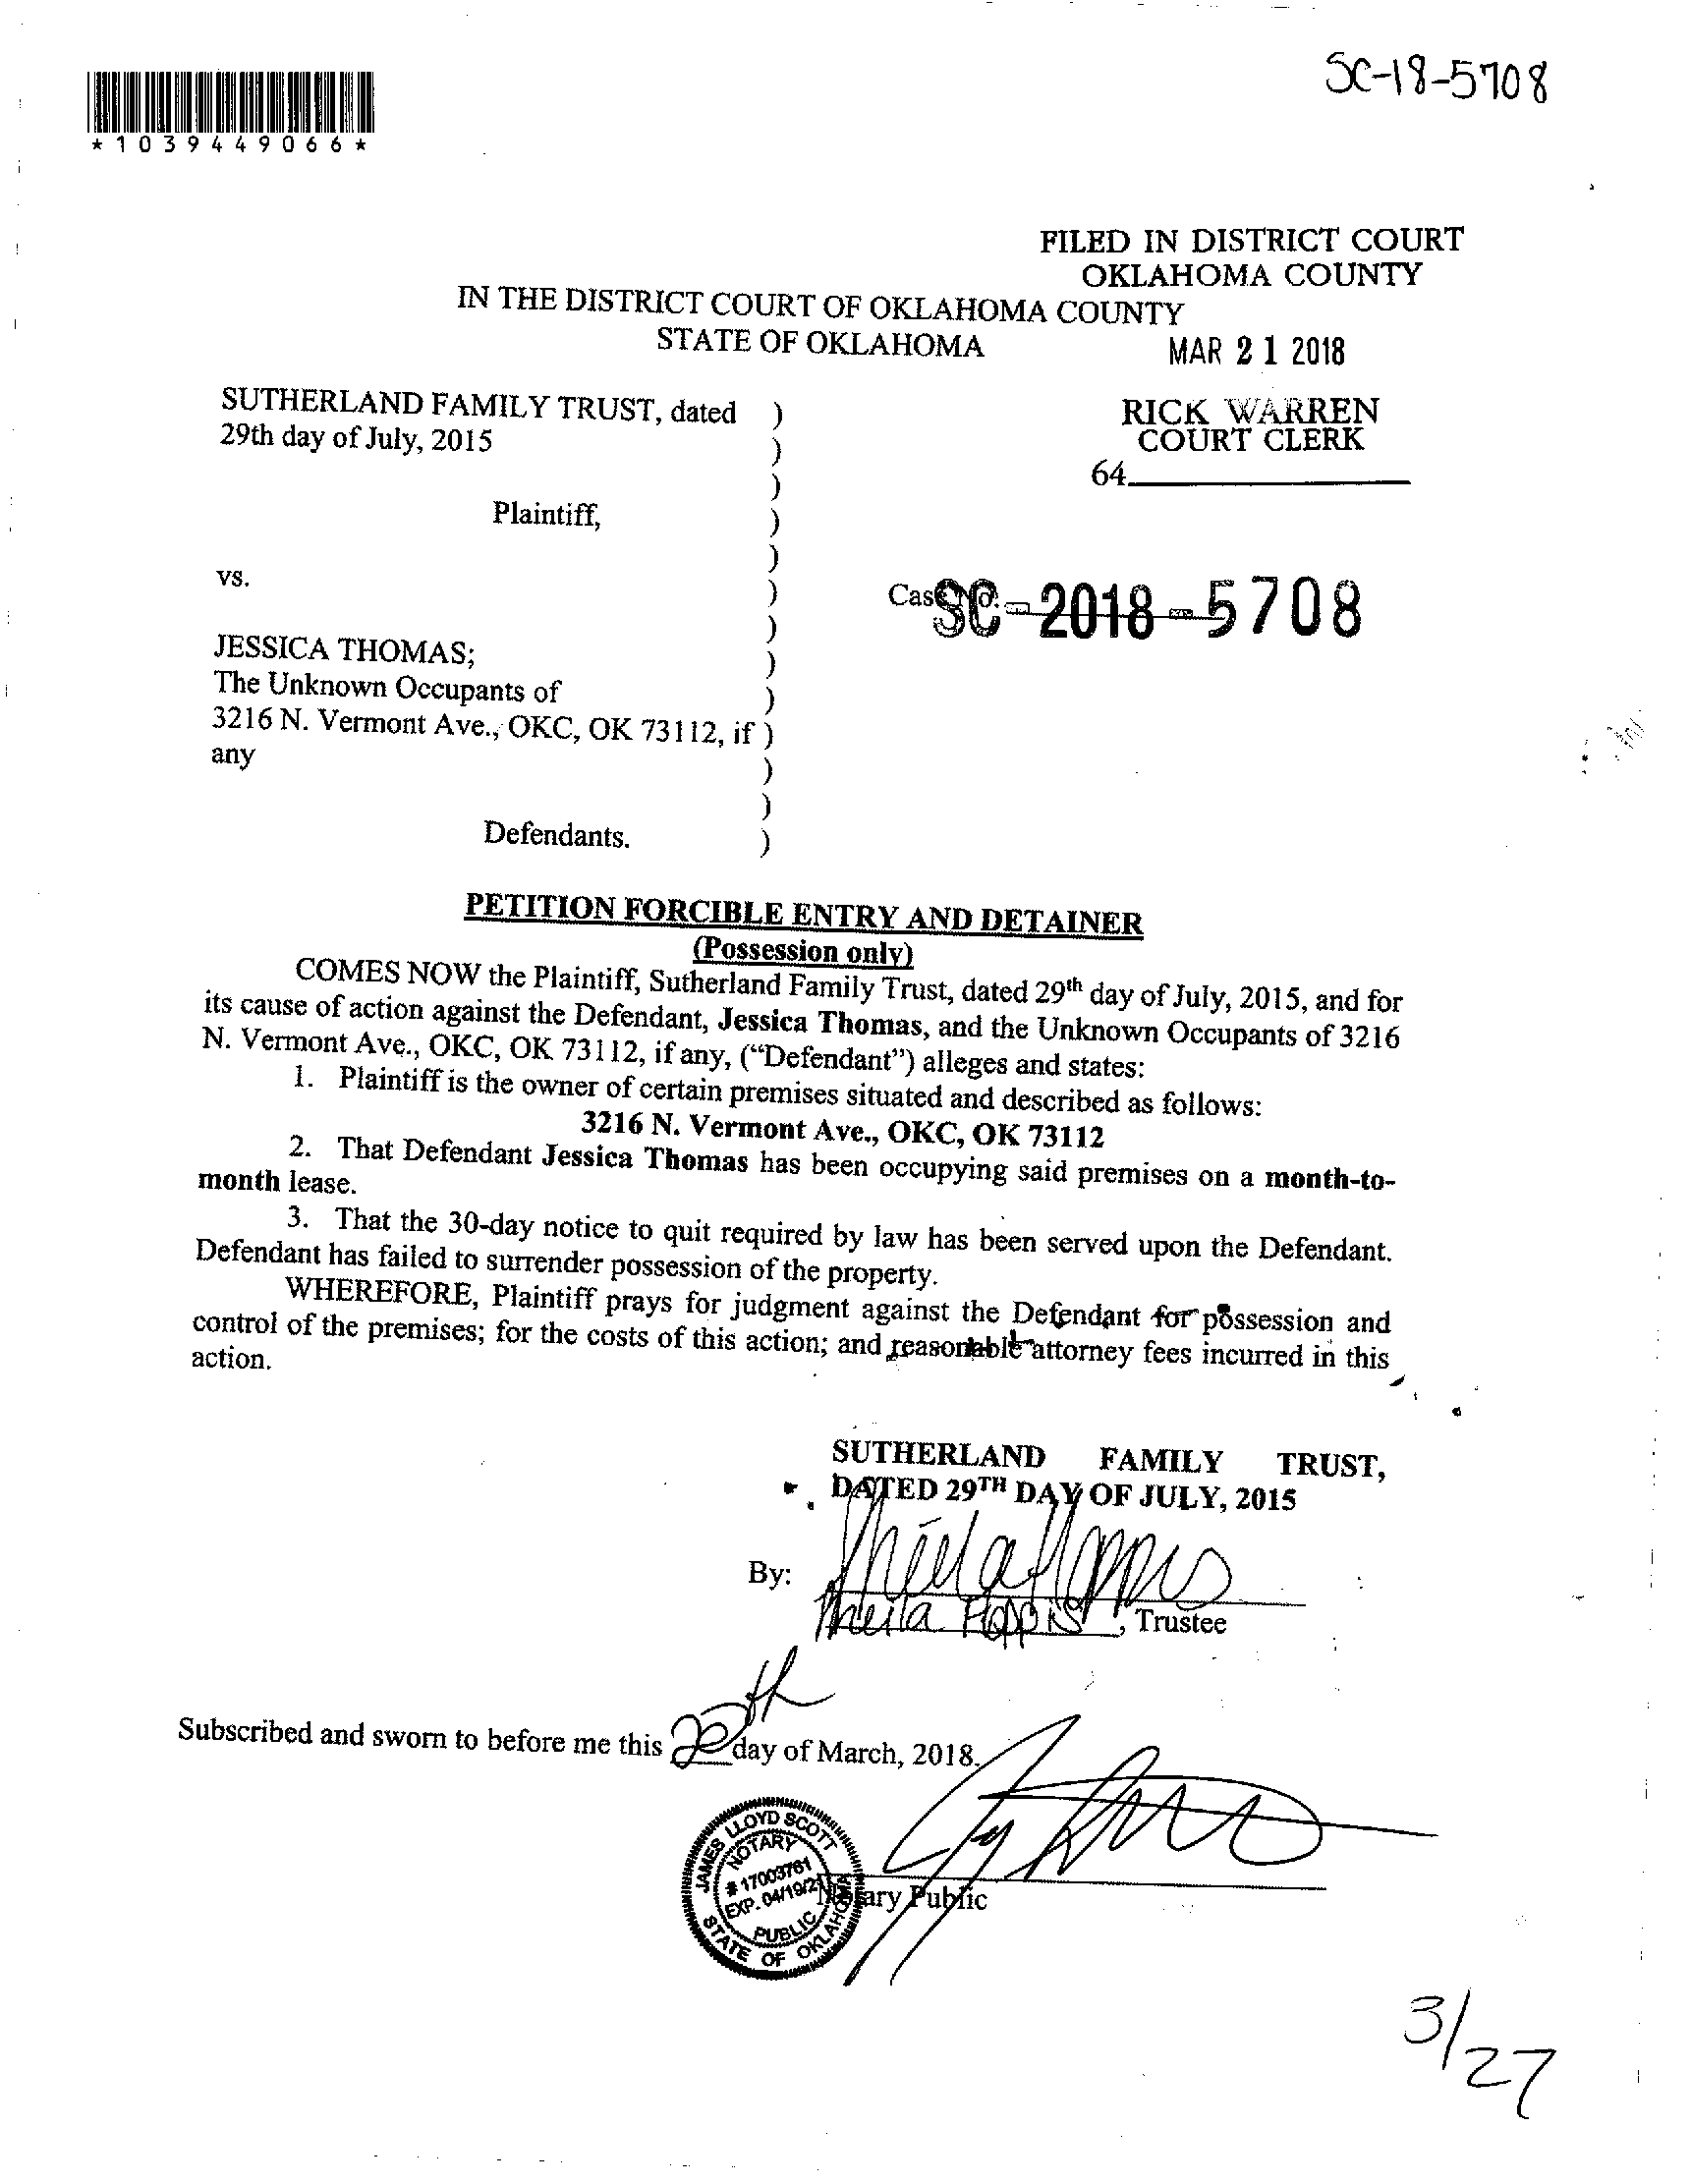 SC-18-5708
*1039449066*
FILED IN DISTRICT COURT
OKLAHOMA COUNTY
IN THE DISTRICT COURT OF OKLAHOMA COUNTY
STATE OF OKLAHOMA
MAR 21 2018
SUTHERLAND FAMILY TRUST, dated )
29th day of July, 2015 )
)
RICK WARREN
COURT CLERK
64
Plaintiff, )
)
vs. )
Case No. SC-2018-5708
)
JESSICA THOMAS; )
The Unknown Occupants of )
3216 N. Vermont Ave., OKC, OK 73112, if )
any )
)
Defendants. )
PETITION FORCIBLE ENTRY AND DETAINER
(Possession only)
COMES NOW the Plaintiff, Sutherland Family Trust, dated 29th day of July, 2015, and for
its cause of action against the Defendant, Jessica Thomas, and the Unknown Occupants of 3216
N. Vermont Ave., OKC, OK 73112, if any, ("Defendant") alleges and states:
1. Plaintiff is the owner of certain premises situated and described as follows:
3216 N. Vermont Ave., OKC, OK 73112
2. That Defendant Jessica Thomas has been occupying said premises on a month-to-
month lease.
3. That the 30-day notice to quit required by law has been served upon the Defendant.
Defendant has failed to surrender possession of the property.
WHEREFORE, Plaintiff prays for judgment against the Defendant for possession and
control of the premises; for the costs of this action; and reasonable attorney fees incurred in this
action.
SUTHERLAND FAMILY TRUST,
DATED 29TH DAY OF JULY, 2015
By:
Sheila Hoppis, Trustee
Subscribed and sworn to before me this 20th day of March, 2018.
JAMES LLOYD SCOTT
NOTARY
# 17003761
EXP. 04/19/21
PUBLIC
STATE OF OKLAHOMA
Notary Public
3/27